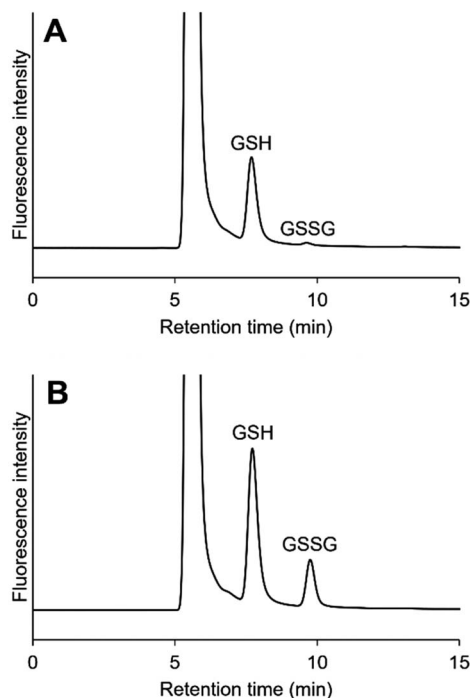 A
Fluorescence intensity
GSH
GSSG
0 5 10 15
Retention time (min)
B
Fluorescence intensity
GSH
GSSG
0 5 10 15
Retention time (min)